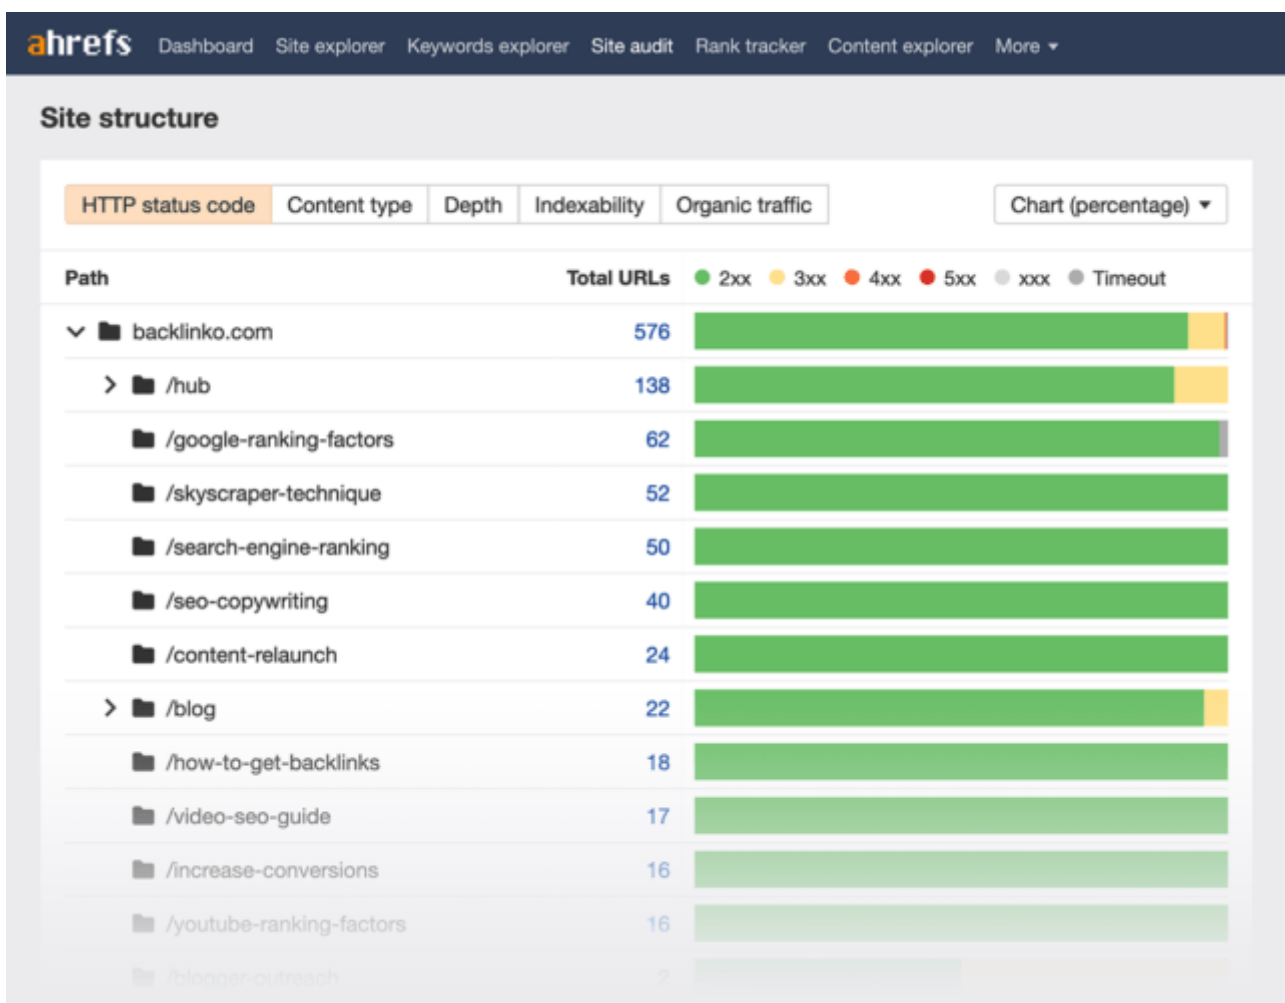 ahrefs Dashboard Site explorer Keywords explorer Site audit Rank tracker Content explorer More
Site structure
HTTP status code Content type Depth Indexability Organic traffic Chart (percentage)
Path Total URLs 2xx 3xx 4xx 5xx xxx Timeout
backlinko.com 576
/hub 138
/google-ranking-factors 62
/skyscraper-technique 52
/search-engine-ranking 50
/seo-copywriting 40
/content-relaunch 24
/blog 22
/how-to-get-backlinks 18
/video-seo-guide 17
/increase-conversions 16
/youtube-ranking-factors 16
/blogger-outreach 2